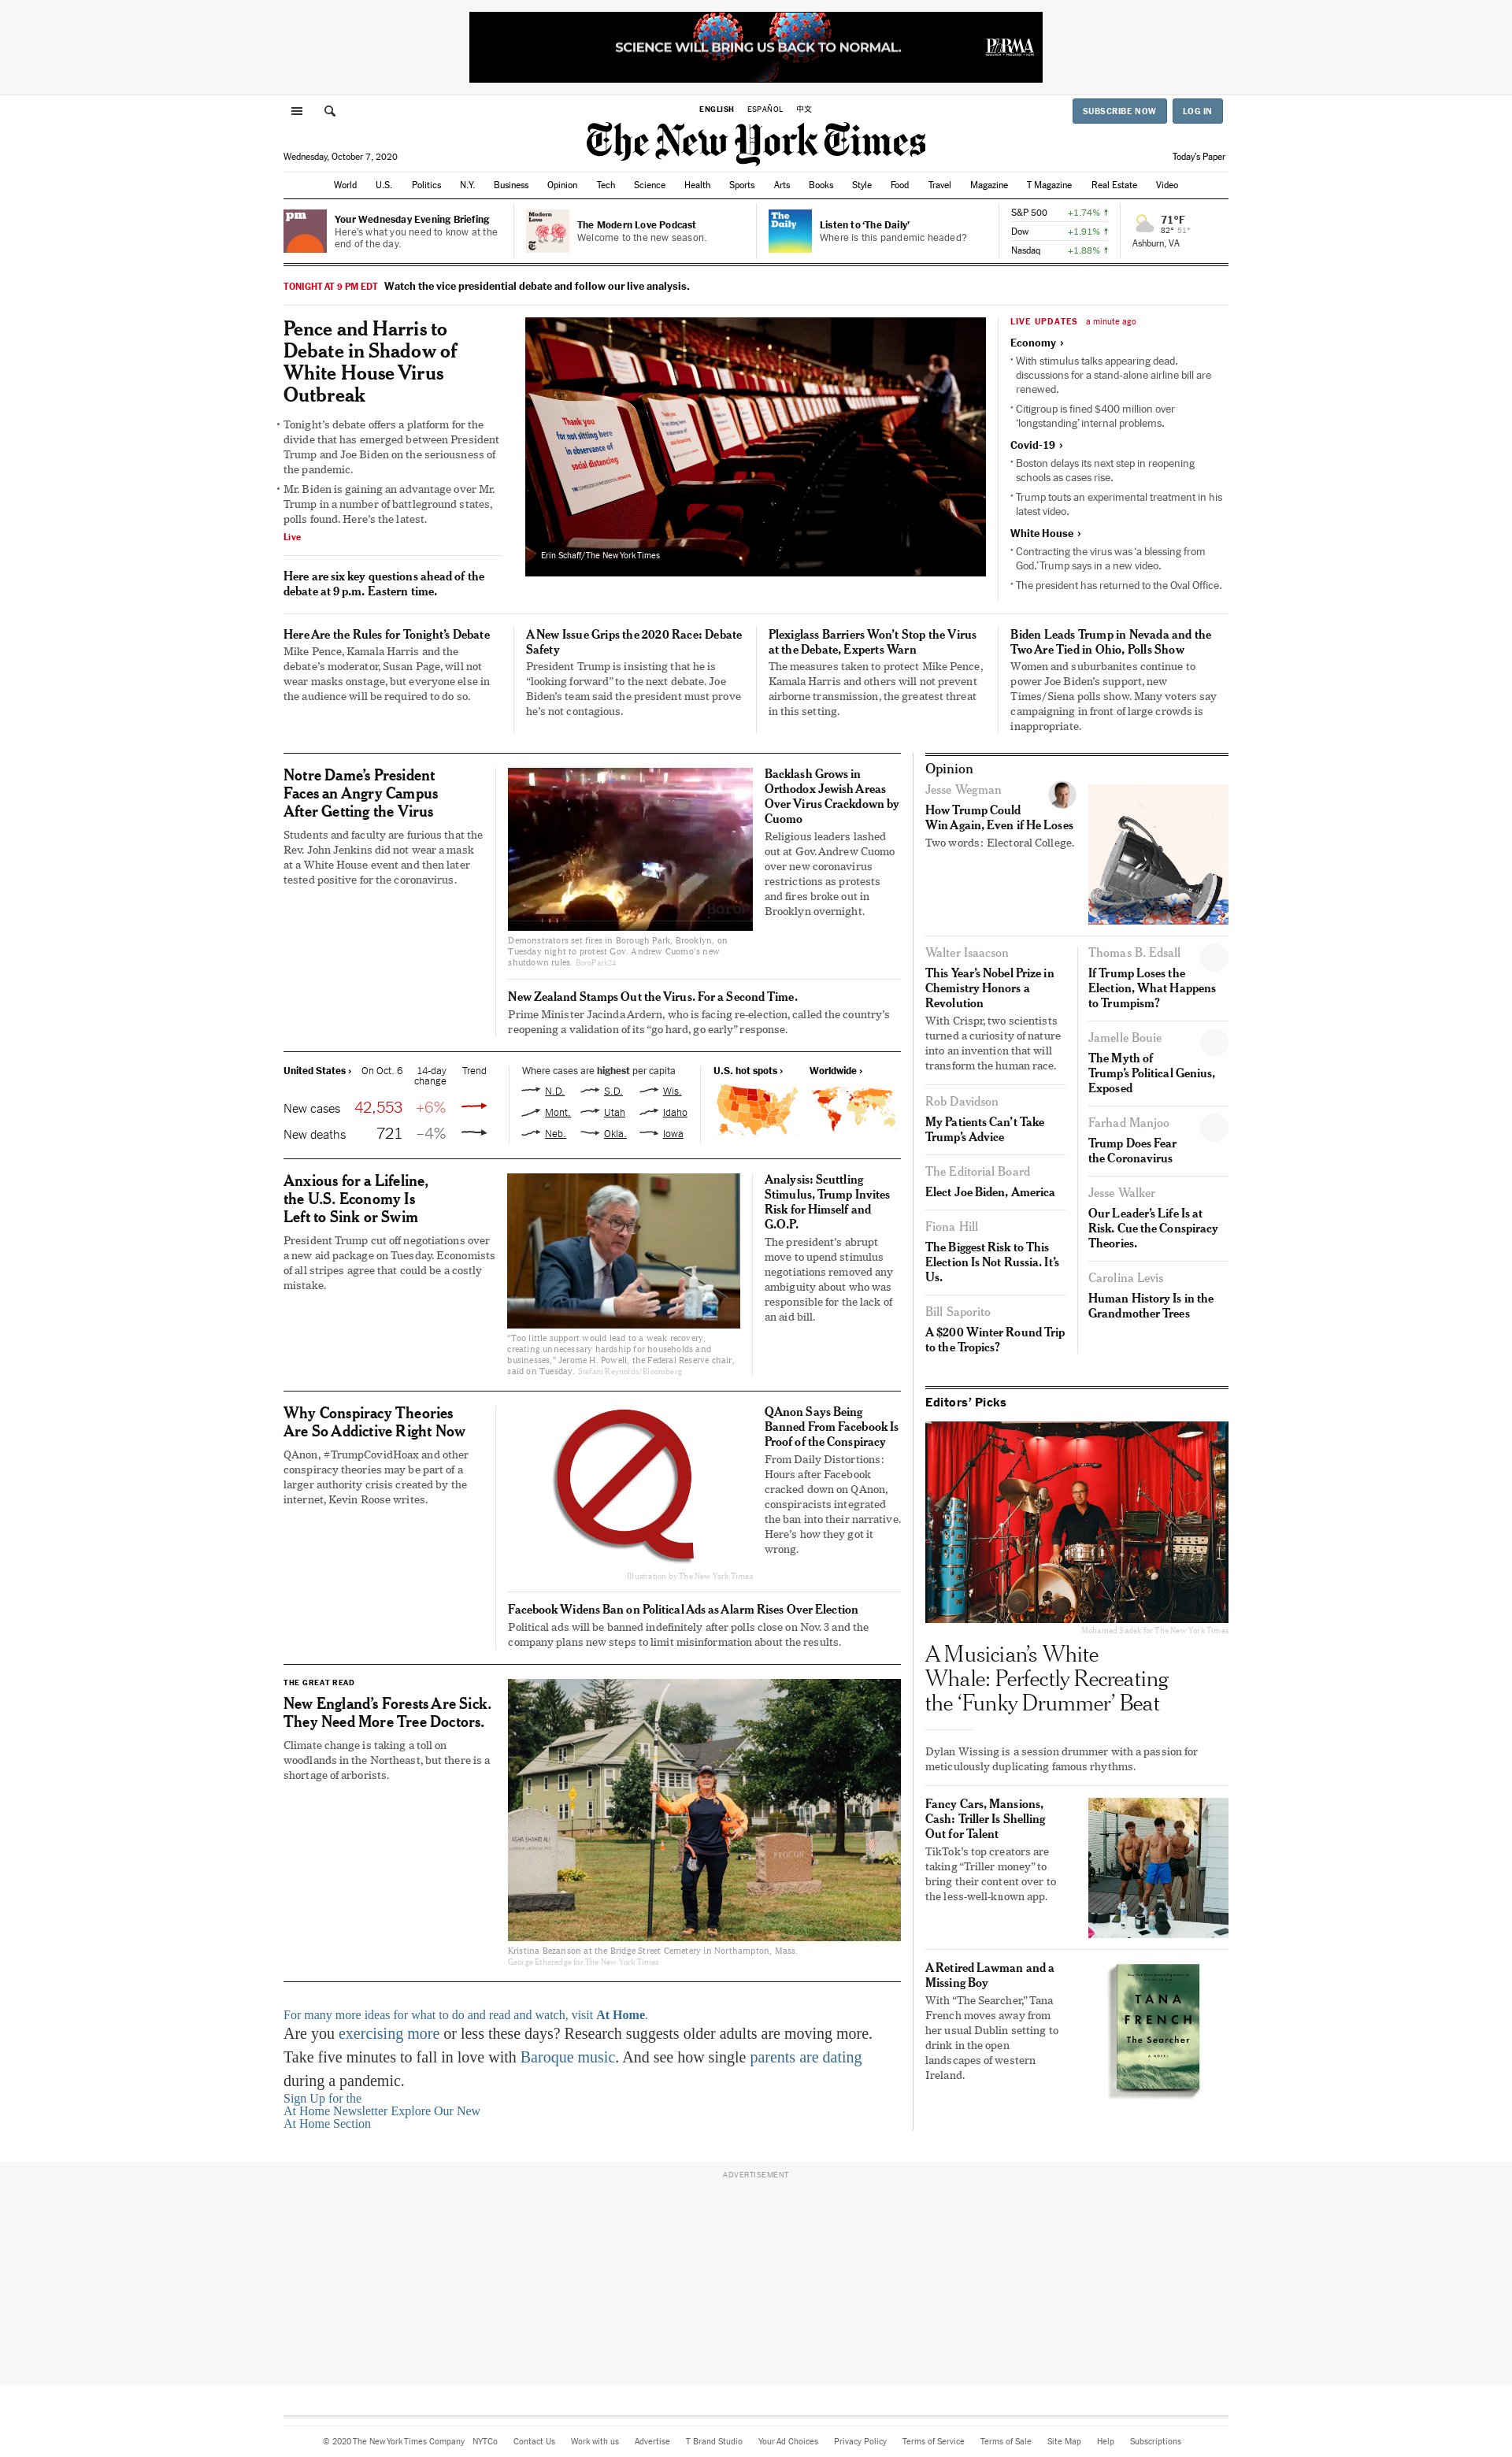 SCIENCE WILL BRING US BACK TO NORMAL.
PhRMA
ENGLISH ESPAÑOL 中文
SUBSCRIBE NOW LOG IN
The New York Times
Wednesday, October 7, 2020
Today's Paper
World U.S. Politics N.Y. Business Opinion Tech Science Health Sports Arts Books Style Food Travel Magazine T Magazine Real Estate Video
pm
Your Wednesday Evening Briefing
Here's what you need to know at the
end of the day.
Modern
Love
The Modern Love Podcast
Welcome to the new season.
The
Daily
Listen to 'The Daily'
Where is this pandemic headed?
S&P 500 +1.74% ↑
Dow +1.91% ↑
Nasdaq +1.88% ↑
71°F
82° 51°
Ashburn, VA
TONIGHT AT 9 PM EDT Watch the vice presidential debate and follow our live analysis.
Pence and Harris to
Debate in Shadow of
White House Virus
Outbreak
• Tonight's debate offers a platform for the
divide that has emerged between President
Trump and Joe Biden on the seriousness of
the pandemic.
• Mr. Biden is gaining an advantage over Mr.
Trump in a number of battleground states,
polls found. Here's the latest.
Live
Here are six key questions ahead of the
debate at 9 p.m. Eastern time.
Thank you
for not sitting here
in observance of
social distancing
Erin Schaff/The New York Times
LIVE UPDATES a minute ago
Economy ›
• With stimulus talks appearing dead,
discussions for a stand-alone airline bill are
renewed.
• Citigroup is fined $400 million over
'longstanding' internal problems.
Covid-19 ›
• Boston delays its next step in reopening
schools as cases rise.
• Trump touts an experimental treatment in his
latest video.
White House ›
• Contracting the virus was 'a blessing from
God,' Trump says in a new video.
• The president has returned to the Oval Office.
Here Are the Rules for Tonight's Debate
Mike Pence, Kamala Harris and the
debate's moderator, Susan Page, will not
wear masks onstage, but everyone else in
the audience will be required to do so.
A New Issue Grips the 2020 Race: Debate
Safety
President Trump is insisting that he is
"looking forward" to the next debate. Joe
Biden's team said the president must prove
he's not contagious.
Plexiglass Barriers Won't Stop the Virus
at the Debate, Experts Warn
The measures taken to protect Mike Pence,
Kamala Harris and others will not prevent
airborne transmission, the greatest threat
in this setting.
Biden Leads Trump in Nevada and the
Two Are Tied in Ohio, Polls Show
Women and suburbanites continue to
power Joe Biden's support, new
Times/Siena polls show. Many voters say
campaigning in front of large crowds is
inappropriate.
Notre Dame's President
Faces an Angry Campus
After Getting the Virus
Students and faculty are furious that the
Rev. John Jenkins did not wear a mask
at a White House event and then later
tested positive for the coronavirus.
Demonstrators set fires in Borough Park, Brooklyn, on
Tuesday night to protest Gov. Andrew Cuomo's new
shutdown rules. BoroPark24
Backlash Grows in
Orthodox Jewish Areas
Over Virus Crackdown by
Cuomo
Religious leaders lashed
out at Gov. Andrew Cuomo
over new coronavirus
restrictions as protests
and fires broke out in
Brooklyn overnight.
New Zealand Stamps Out the Virus. For a Second Time.
Prime Minister Jacinda Ardern, who is facing re-election, called the country's
reopening a validation of its "go hard, go early" response.
United States › On Oct. 6 14-day
change Trend
New cases 42,553 +6%
New deaths 721 –4%
Where cases are highest per capita
N.D. S.D. Wis.
Mont. Utah Idaho
Neb. Okla. Iowa
U.S. hot spots › Worldwide ›
Anxious for a Lifeline,
the U.S. Economy Is
Left to Sink or Swim
President Trump cut off negotiations over
a new aid package on Tuesday. Economists
of all stripes agree that could be a costly
mistake.
"Too little support would lead to a weak recovery,
creating unnecessary hardship for households and
businesses," Jerome H. Powell, the Federal Reserve chair,
said on Tuesday. Stefani Reynolds/Bloomberg
Analysis: Scuttling
Stimulus, Trump Invites
Risk for Himself and
G.O.P.
The president's abrupt
move to upend stimulus
negotiations removed any
ambiguity about who was
responsible for the lack of
an aid bill.
Why Conspiracy Theories
Are So Addictive Right Now
QAnon, #TrumpCovidHoax and other
conspiracy theories may be part of a
larger authority crisis created by the
internet, Kevin Roose writes.
Illustration by The New York Times
QAnon Says Being
Banned From Facebook Is
Proof of the Conspiracy
From Daily Distortions:
Hours after Facebook
cracked down on QAnon,
conspiracists integrated
the ban into their narrative.
Here's how they got it
wrong.
Facebook Widens Ban on Political Ads as Alarm Rises Over Election
Political ads will be banned indefinitely after polls close on Nov. 3 and the
company plans new steps to limit misinformation about the results.
THE GREAT READ
New England's Forests Are Sick.
They Need More Tree Doctors.
Climate change is taking a toll on
woodlands in the Northeast, but there is a
shortage of arborists.
AGHA SHAHID ALI
PROCON
Kristina Bezanson at the Bridge Street Cemetery in Northampton, Mass.
George Etheredge for The New York Times
For many more ideas for what to do and read and watch, visit At Home.
Are you exercising more or less these days? Research suggests older adults are moving more.
Take five minutes to fall in love with Baroque music. And see how single parents are dating
during a pandemic.
Sign Up for the
At Home Newsletter Explore Our New
At Home Section
Opinion
Jesse Wegman
How Trump Could
Win Again, Even if He Loses
Two words: Electoral College.
Walter Isaacson
This Year's Nobel Prize in
Chemistry Honors a
Revolution
With Crispr, two scientists
turned a curiosity of nature
into an invention that will
transform the human race.
Rob Davidson
My Patients Can't Take
Trump's Advice
The Editorial Board
Elect Joe Biden, America
Fiona Hill
The Biggest Risk to This
Election Is Not Russia. It's
Us.
Bill Saporito
A $200 Winter Round Trip
to the Tropics?
Thomas B. Edsall
If Trump Loses the
Election, What Happens
to Trumpism?
Jamelle Bouie
The Myth of
Trump's Political Genius,
Exposed
Farhad Manjoo
Trump Does Fear
the Coronavirus
Jesse Walker
Our Leader's Life Is at
Risk. Cue the Conspiracy
Theories.
Carolina Levis
Human History Is in the
Grandmother Trees
Editors' Picks
Mohamed Sadek for The New York Times
A Musician's White
Whale: Perfectly Recreating
the 'Funky Drummer' Beat
Dylan Wissing is a session drummer with a passion for
meticulously duplicating famous rhythms.
Fancy Cars, Mansions,
Cash: Triller Is Shelling
Out for Talent
TikTok's top creators are
taking "Triller money" to
bring their content over to
the less-well-known app.
A Retired Lawman and a
Missing Boy
With "The Searcher," Tana
French moves away from
her usual Dublin setting to
drink in the open
landscapes of western
Ireland.
TANA
FRENCH
The Searcher
A NOVEL
ADVERTISEMENT
© 2020 The New York Times Company NYTCo Contact Us Work with us Advertise T Brand Studio Your Ad Choices Privacy Policy Terms of Service Terms of Sale Site Map Help Subscriptions